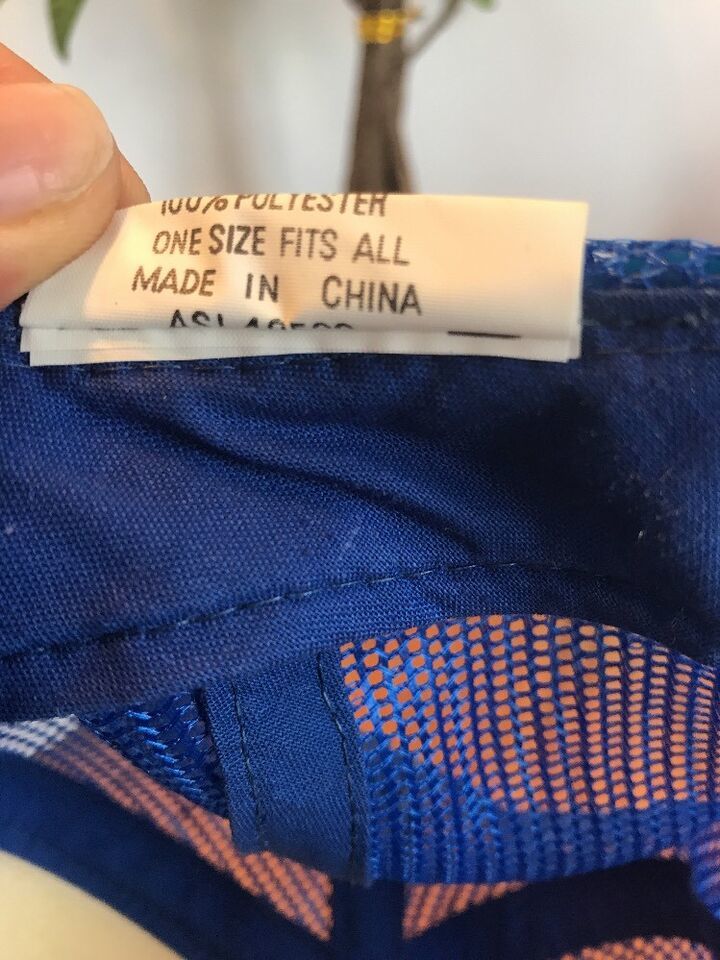 100% POLYESTER
ONE SIZE FITS ALL
MADE IN CHINA